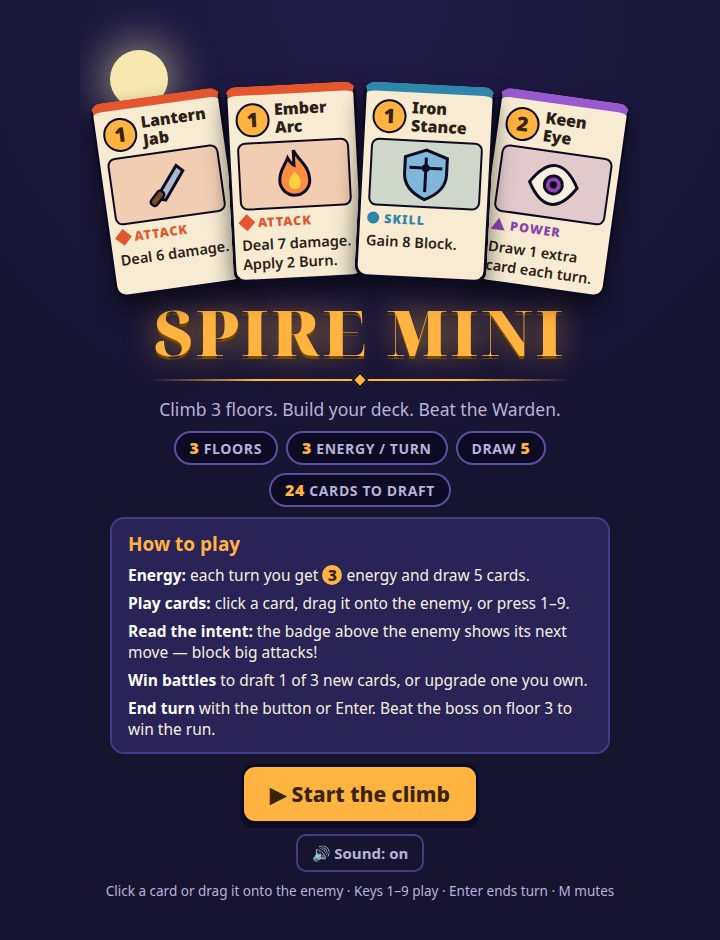 1 Lantern
Jab
ATTACK
Deal 6 damage.
1 Ember
Arc
ATTACK
Deal 7 damage.
Apply 2 Burn.
1 Iron
Stance
SKILL
Gain 8 Block.
2 Keen
Eye
POWER
Draw 1 extra
card each turn.
SPIRE MINI
Climb 3 floors. Build your deck. Beat the Warden.
3 FLOORS 3 ENERGY / TURN DRAW 5
24 CARDS TO DRAFT
How to play
Energy: each turn you get 3 energy and draw 5 cards.
Play cards: click a card, drag it onto the enemy, or press 1–9.
Read the intent: the badge above the enemy shows its next
move — block big attacks!
Win battles to draft 1 of 3 new cards, or upgrade one you own.
End turn with the button or Enter. Beat the boss on floor 3 to
win the run.
▶ Start the climb
🔊 Sound: on
Click a card or drag it onto the enemy · Keys 1–9 play · Enter ends turn · M mutes